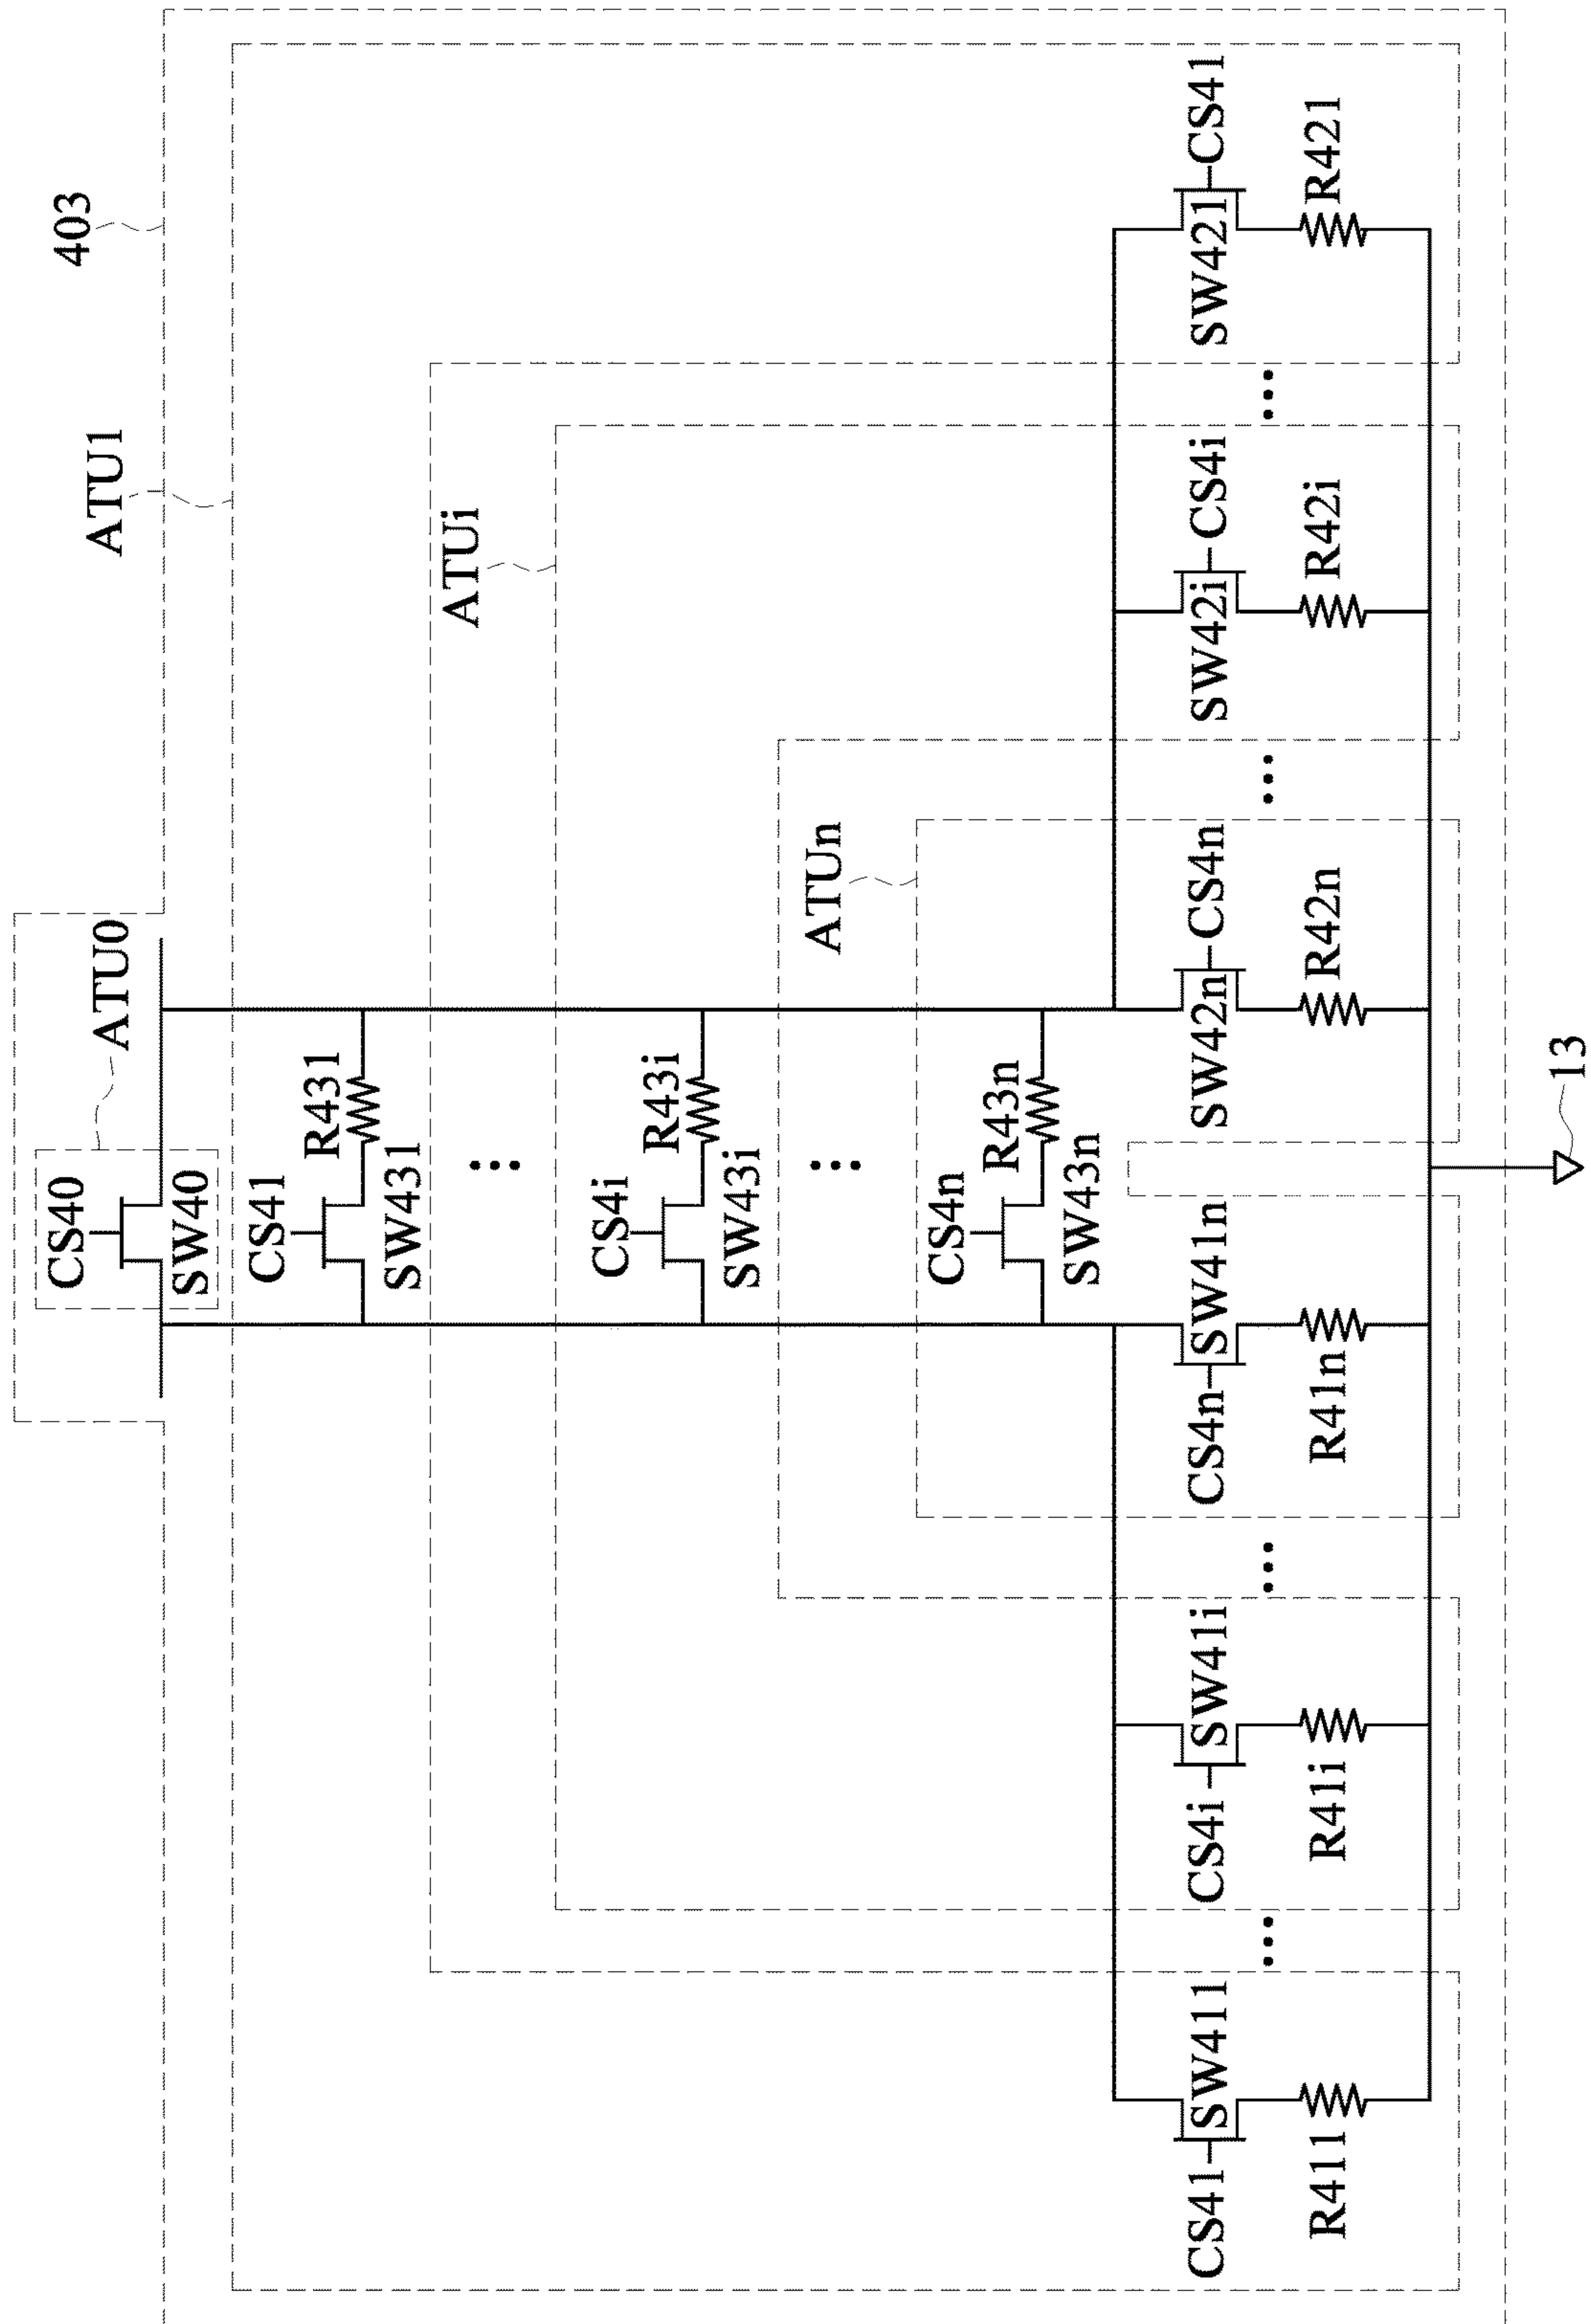 403
ATU1
ATU0
CS40
SW40
CS41
R431
SW431
ATUi
CS4i
R43i
SW43i
ATUn
CS4n
R43n
SW43n
CS41
SW411
R411
CS4i
SW41i
R41i
CS4n
SW41n
R41n
SW42n
CS4n
R42n
SW42i
CS4i
R42i
SW421
CS41
R421
13